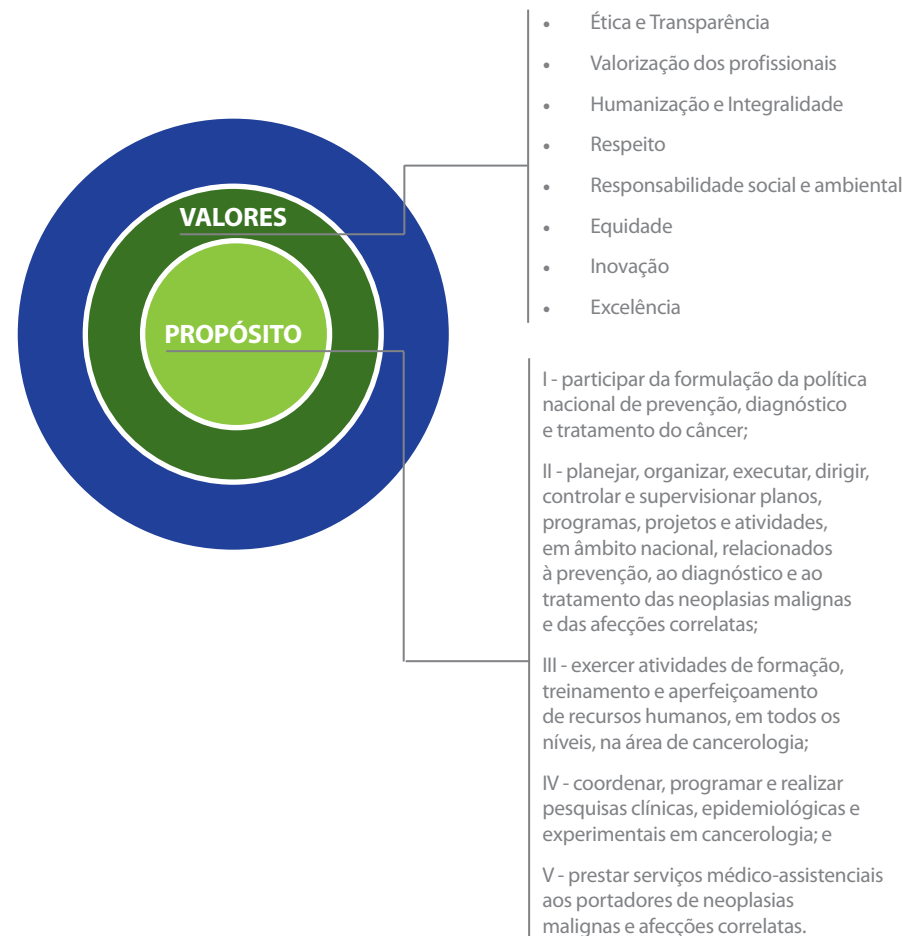 • Ética e Transparência
• Valorização dos profissionais
• Humanização e Integralidade
• Respeito
• Responsabilidade social e ambiental
• Equidade
• Inovação
• Excelência
VALORES
PROPÓSITO
I - participar da formulação da política
nacional de prevenção, diagnóstico
e tratamento do câncer;
II - planejar, organizar, executar, dirigir,
controlar e supervisionar planos,
programas, projetos e atividades,
em âmbito nacional, relacionados
à prevenção, ao diagnóstico e ao
tratamento das neoplasias malignas
e das afecções correlatas;
III - exercer atividades de formação,
treinamento e aperfeiçoamento
de recursos humanos, em todos os
níveis, na área de cancerologia;
IV - coordenar, programar e realizar
pesquisas clínicas, epidemiológicas e
experimentais em cancerologia; e
V - prestar serviços médico-assistenciais
aos portadores de neoplasias
malignas e afecções correlatas.